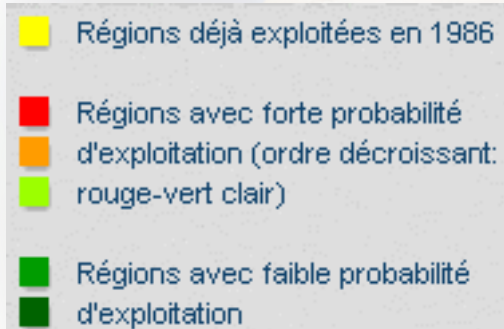 Régions déjà exploitées en 1986
Régions avec forte probabilité
d'exploitation (ordre décroissant:
rouge-vert clair)
Régions avec faible probabilité
d'exploitation